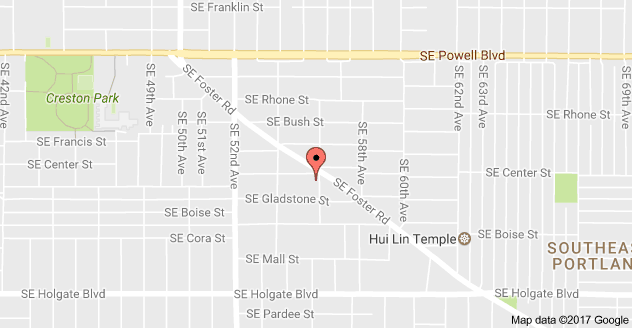 SE Franklin St
SE Powell Blvd
SE 42nd Ave
Creston Park
SE 49th Ave
SE 50th Ave
SE 51st Ave
SE 52nd Ave
SE Foster Rd
SE Rhone St
SE Bush St
SE 58th Ave
SE 60th Ave
SE 62nd Ave
SE 63rd Ave
SE Rhone St
SE Francis St
SE Center St
SE Center St
SE Gladstone St
SE Foster Rd
SE Boise St
SE Cora St
Hui Lin Temple
SE Boise St
SOUTHEAS
PORTLAN
SE Mall St
SE Holgate Blvd
SE Holgate Blvd
SE Holgate Blvd
SE Pardee St
Map data ©2017 Google